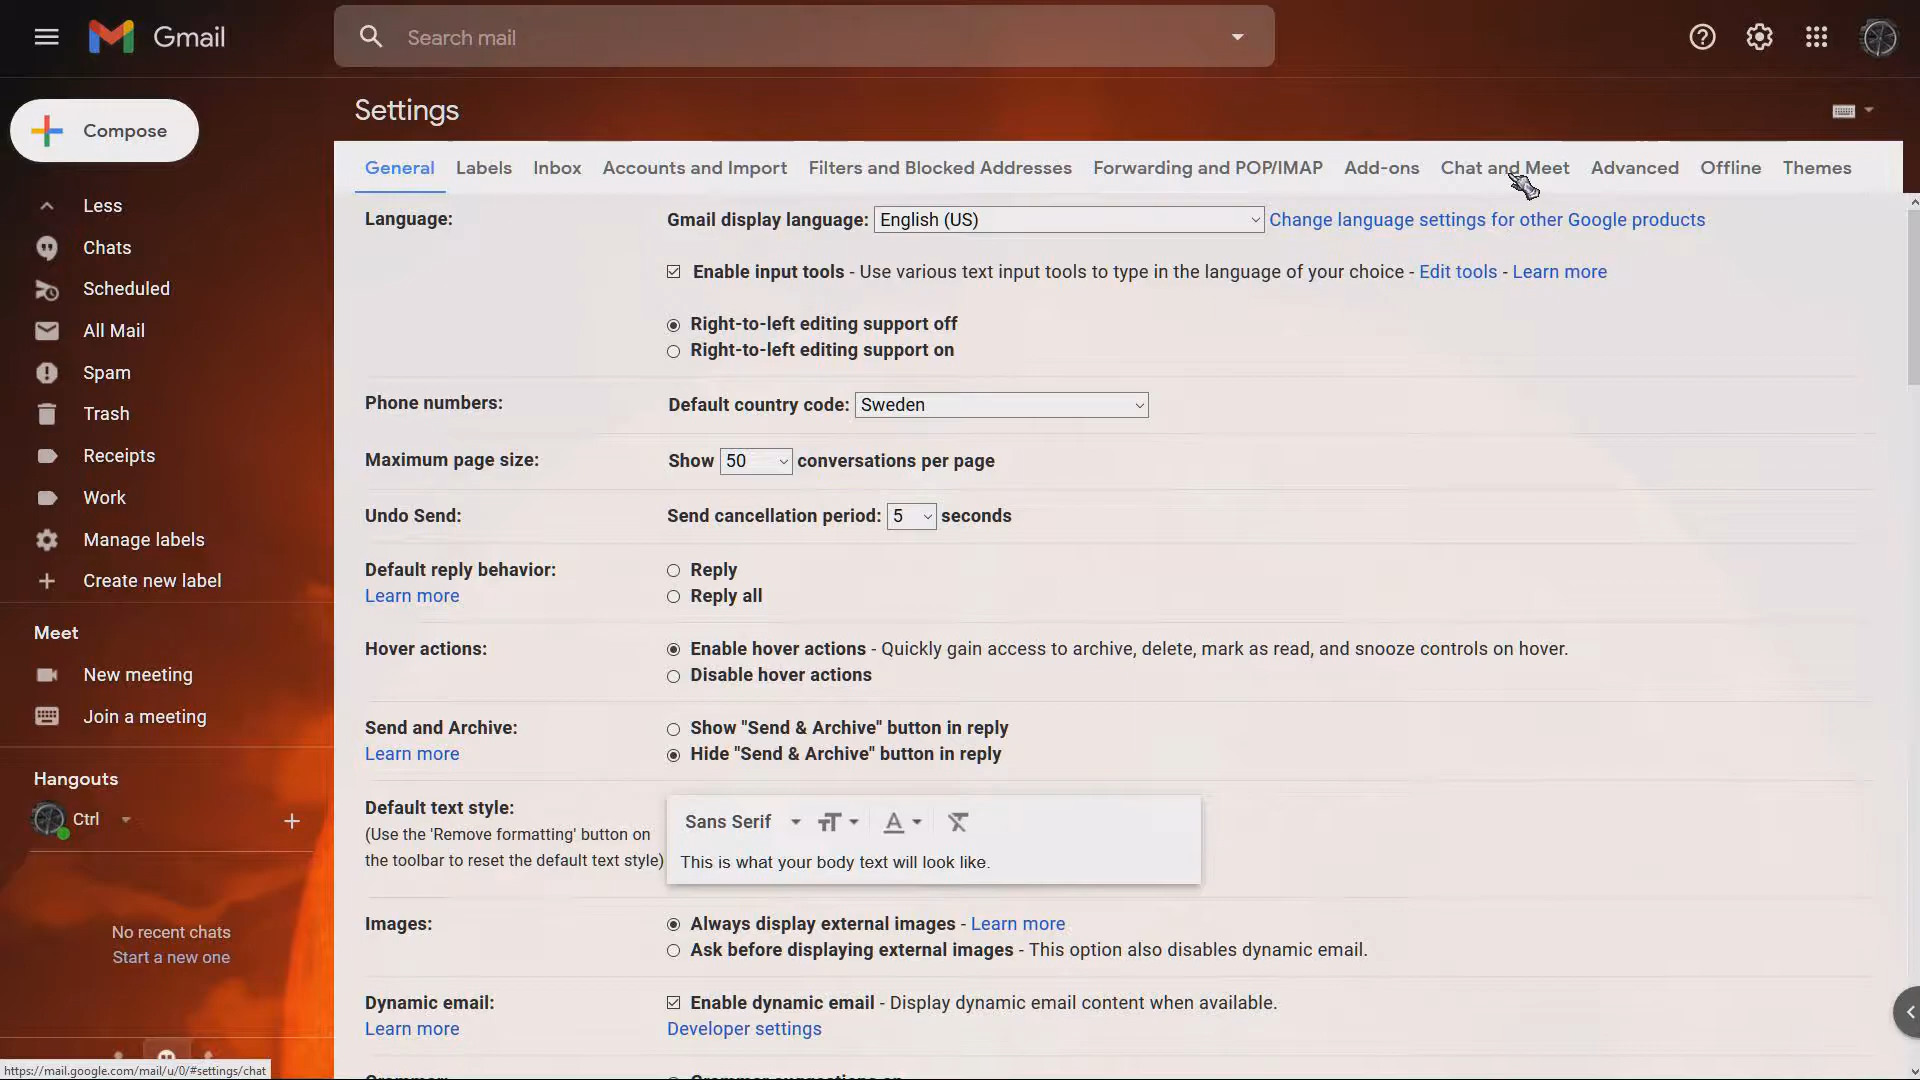 Gmail
Search mail
Compose
Less
Chats
Scheduled
All Mail
Spam
Trash
Receipts
Work
Manage labels
Create new label
Meet
New meeting
Join a meeting
Hangouts
Ctrl
No recent chats
Start a new one
https://mail.google.com/mail/u/0/#settings/chat
Settings
General Labels Inbox Accounts and Import Filters and Blocked Addresses Forwarding and POP/IMAP Add-ons Chat and Meet Advanced Offline Themes
Language: Gmail display language: English (US) Change language settings for other Google products
Enable input tools - Use various text input tools to type in the language of your choice - Edit tools - Learn more
Right-to-left editing support off
Right-to-left editing support on
Phone numbers: Default country code: Sweden
Maximum page size: Show 50 conversations per page
Undo Send: Send cancellation period: 5 seconds
Default reply behavior: Reply
Learn more Reply all
Hover actions: Enable hover actions - Quickly gain access to archive, delete, mark as read, and snooze controls on hover.
Disable hover actions
Send and Archive: Show "Send & Archive" button in reply
Learn more Hide "Send & Archive" button in reply
Default text style: Sans Serif
(Use the 'Remove formatting' button on
the toolbar to reset the default text style) This is what your body text will look like.
Images: Always display external images - Learn more
Ask before displaying external images - This option also disables dynamic email.
Dynamic email: Enable dynamic email - Display dynamic email content when available.
Learn more Developer settings